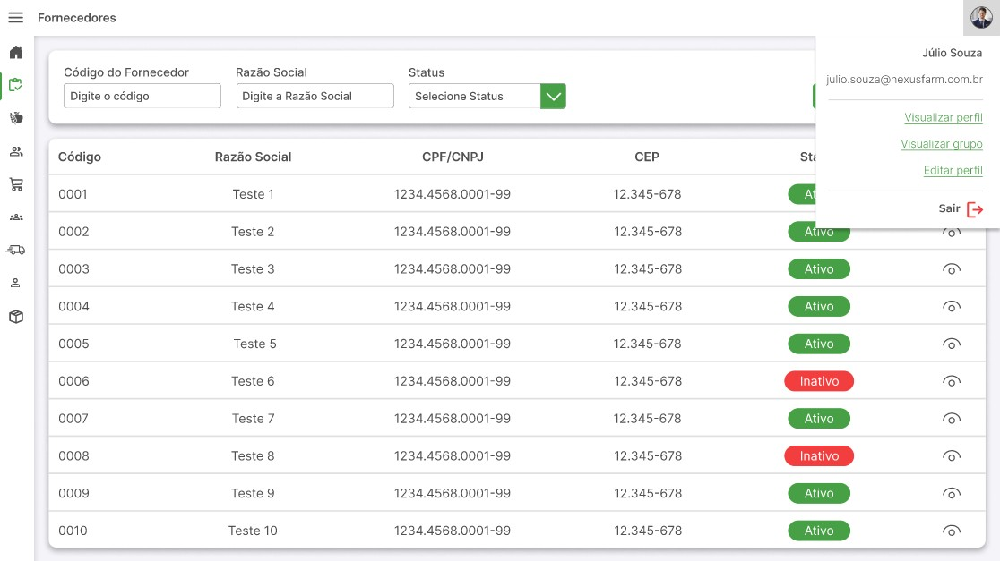 Fornecedores
Júlio Souza
julio.souza@nexusfarm.com.br
Visualizar perfil
Visualizar grupo
Editar perfil
Sair
Código do Fornecedor Razão Social Status
Digite o código Digite a Razão Social Selecione Status
Código Razão Social CPF/CNPJ CEP
0001 Teste 1 1234.4568.0001-99 12.345-678
0002 Teste 2 1234.4568.0001-99 12.345-678 Ativo
0003 Teste 3 1234.4568.0001-99 12.345-678 Ativo
0004 Teste 4 1234.4568.0001-99 12.345-678 Ativo
0005 Teste 5 1234.4568.0001-99 12.345-678 Ativo
0006 Teste 6 1234.4568.0001-99 12.345-678 Inativo
0007 Teste 7 1234.4568.0001-99 12.345-678 Ativo
0008 Teste 8 1234.4568.0001-99 12.345-678 Inativo
0009 Teste 9 1234.4568.0001-99 12.345-678 Ativo
0010 Teste 10 1234.4568.0001-99 12.345-678 Ativo